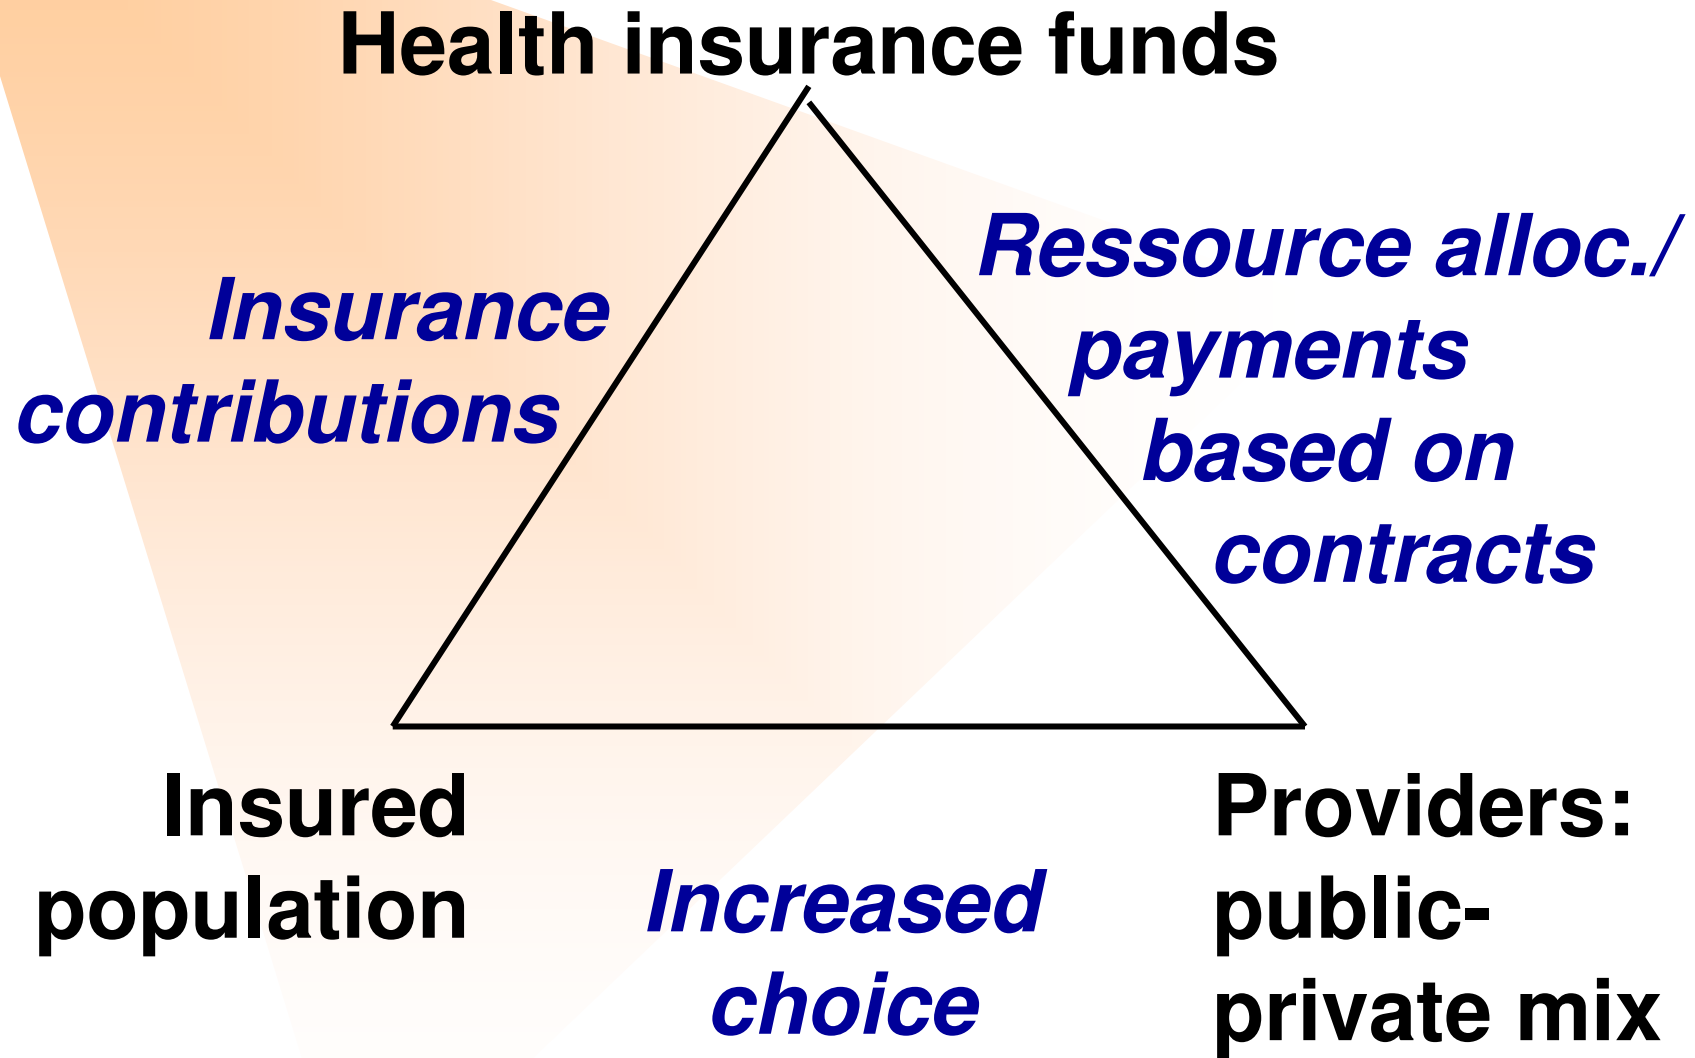 Health insurance funds
Insurance
contributions
Ressource alloc./
payments
based on
contracts
Insured
population
Increased
choice
Providers:
public-
private mix